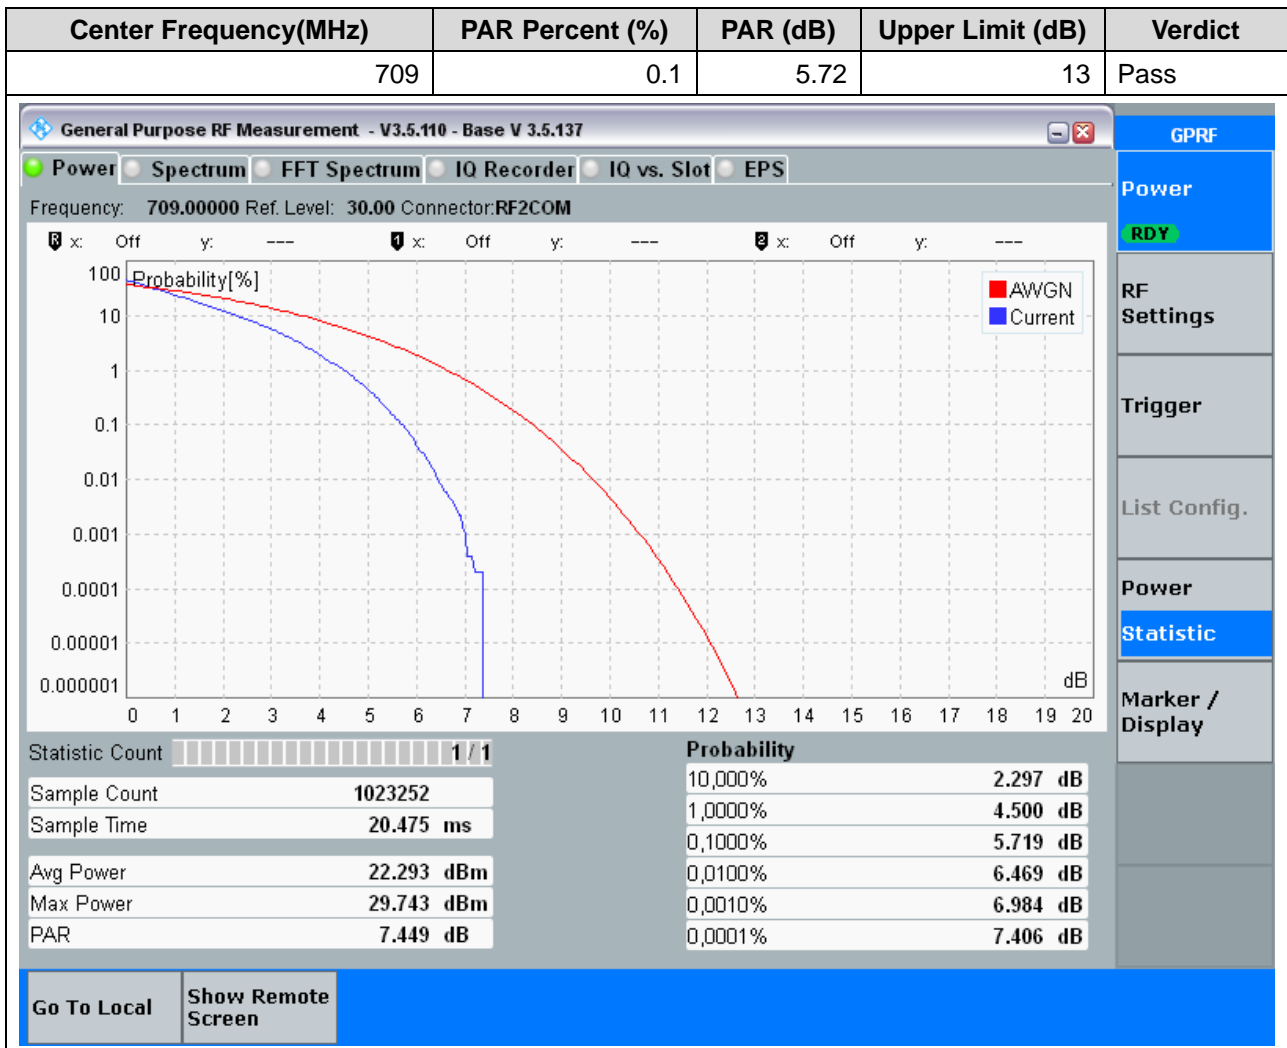 Center Frequency(MHz) PAR Percent (%) PAR (dB) Upper Limit (dB) Verdict
709 0.1 5.72 13 Pass
General Purpose RF Measurement - V3.5.110 - Base V 3.5.137
GPRF
Power Spectrum FFT Spectrum IQ Recorder IQ vs. Slot EPS
Frequency: 709.00000 Ref. Level: 30.00 Connector:RF2COM
R x: Off y: --- 1 x: Off y: --- 2 x: Off y: ---
Power
RDY
RF
Settings
Trigger
List Config.
Power
Statistic
Marker /
Display
Probability[%]
AWGN
Current
100
10
1
0.1
0.01
0.001
0.0001
0.00001
0.000001
dB
0 1 2 3 4 5 6 7 8 9 10 11 12 13 14 15 16 17 18 19 20
Statistic Count 1 / 1
Sample Count 1023252
Sample Time 20.475 ms
Avg Power 22.293 dBm
Max Power 29.743 dBm
PAR 7.449 dB
Probability
10,000% 2.297 dB
1,0000% 4.500 dB
0,1000% 5.719 dB
0,0100% 6.469 dB
0,0010% 6.984 dB
0,0001% 7.406 dB
Go To Local
Show Remote
Screen